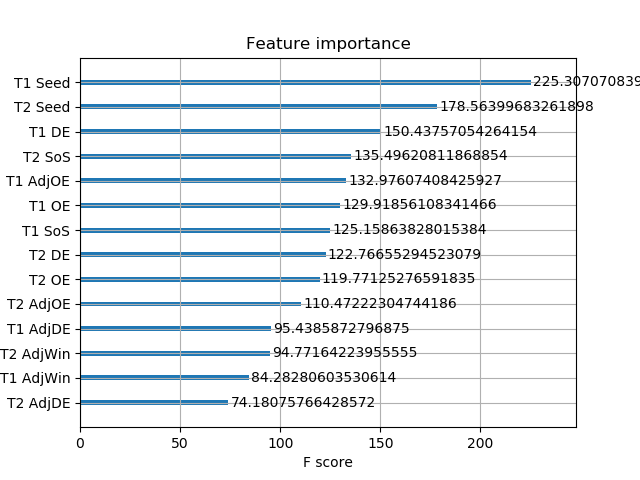 Feature importance
T1 Seed 225.307070839
T2 Seed 178.56399683261898
T1 DE 150.43757054264154
T2 SoS 135.49620811868854
T1 AdjOE 132.97607408425927
T1 OE 129.91856108341466
T1 SoS 125.15863828015384
T2 DE 122.76655294523079
T2 OE 119.77125276591835
T2 AdjOE 110.47222304744186
T1 AdjDE 95.4385872796875
T2 AdjWin 94.77164223955555
T1 AdjWin 84.28280603530614
T2 AdjDE 74.18075766428572
0 50 100 150 200
F score